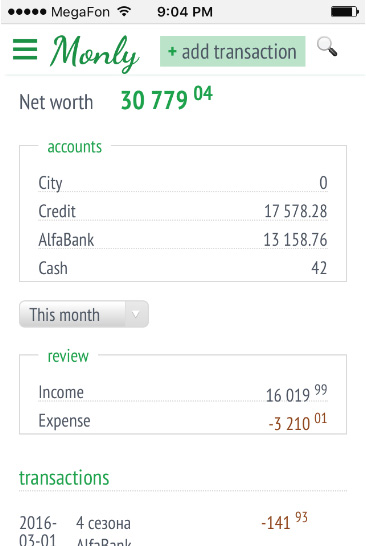 MegaFon 9:04 PM
Monly + add transaction
Net worth 30 779 04
accounts
City 0
Credit 17 578.28
AlfaBank 13 158.76
Cash 42
This month
review
Income 16 019 99
Expense -3 210 01
transactions
2016- 4 сезона -141 93
03-01 AlfaBank